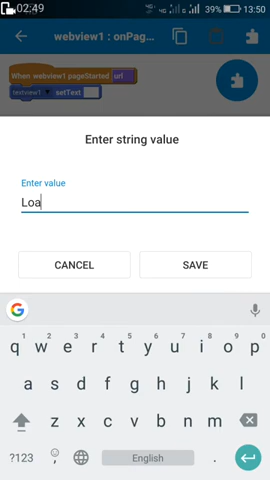 02:49 39% 13:50
webview1 : onPag...
When webview1 pageStarted url
textview1 setText
Enter string value
Enter value
Loa
CANCEL SAVE
G
1 2 3 4 5 6 7 8 9 0
q w e r t y u i o p
a s d f g h j k l
z x c v b n m
?123 , English .